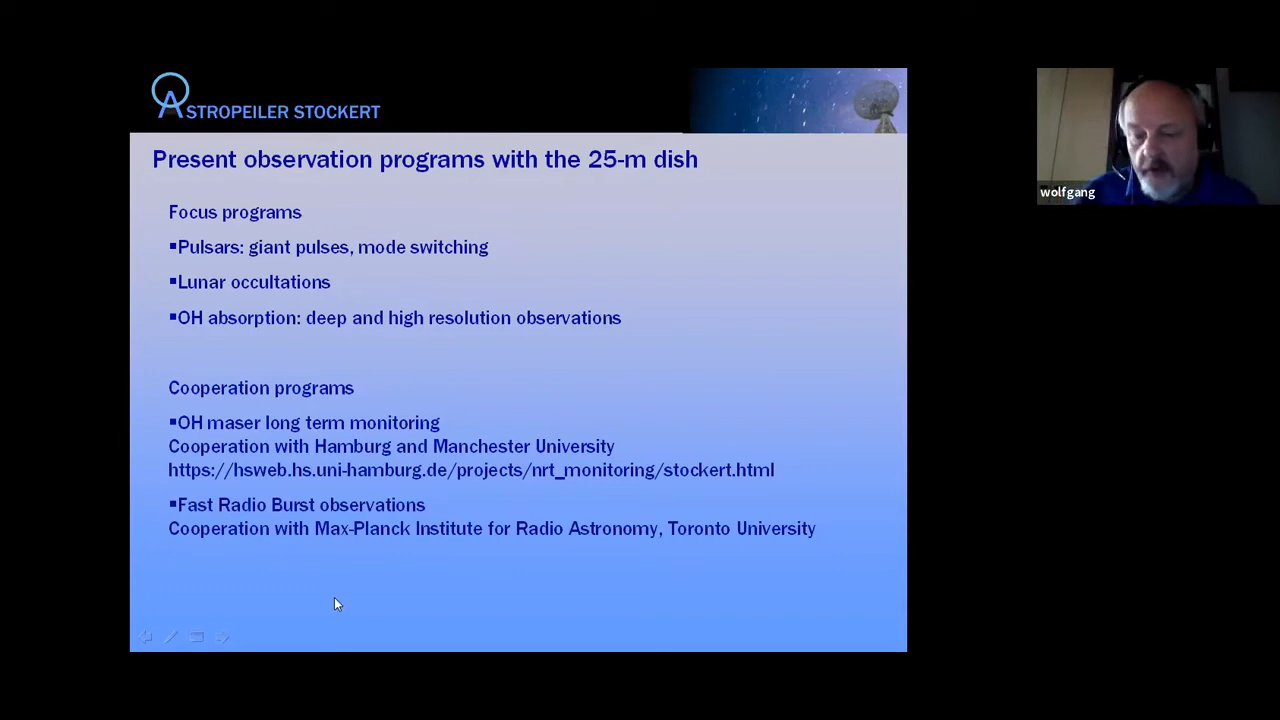 ASTROPEILER STOCKERT
Present observation programs with the 25-m dish
Focus programs
▪Pulsars: giant pulses, mode switching
▪Lunar occultations
▪OH absorption: deep and high resolution observations
Cooperation programs
▪OH maser long term monitoring
Cooperation with Hamburg and Manchester University
https://hsweb.hs.uni-hamburg.de/projects/nrt_monitoring/stockert.html
▪Fast Radio Burst observations
Cooperation with Max-Planck Institute for Radio Astronomy, Toronto University
wolfgang